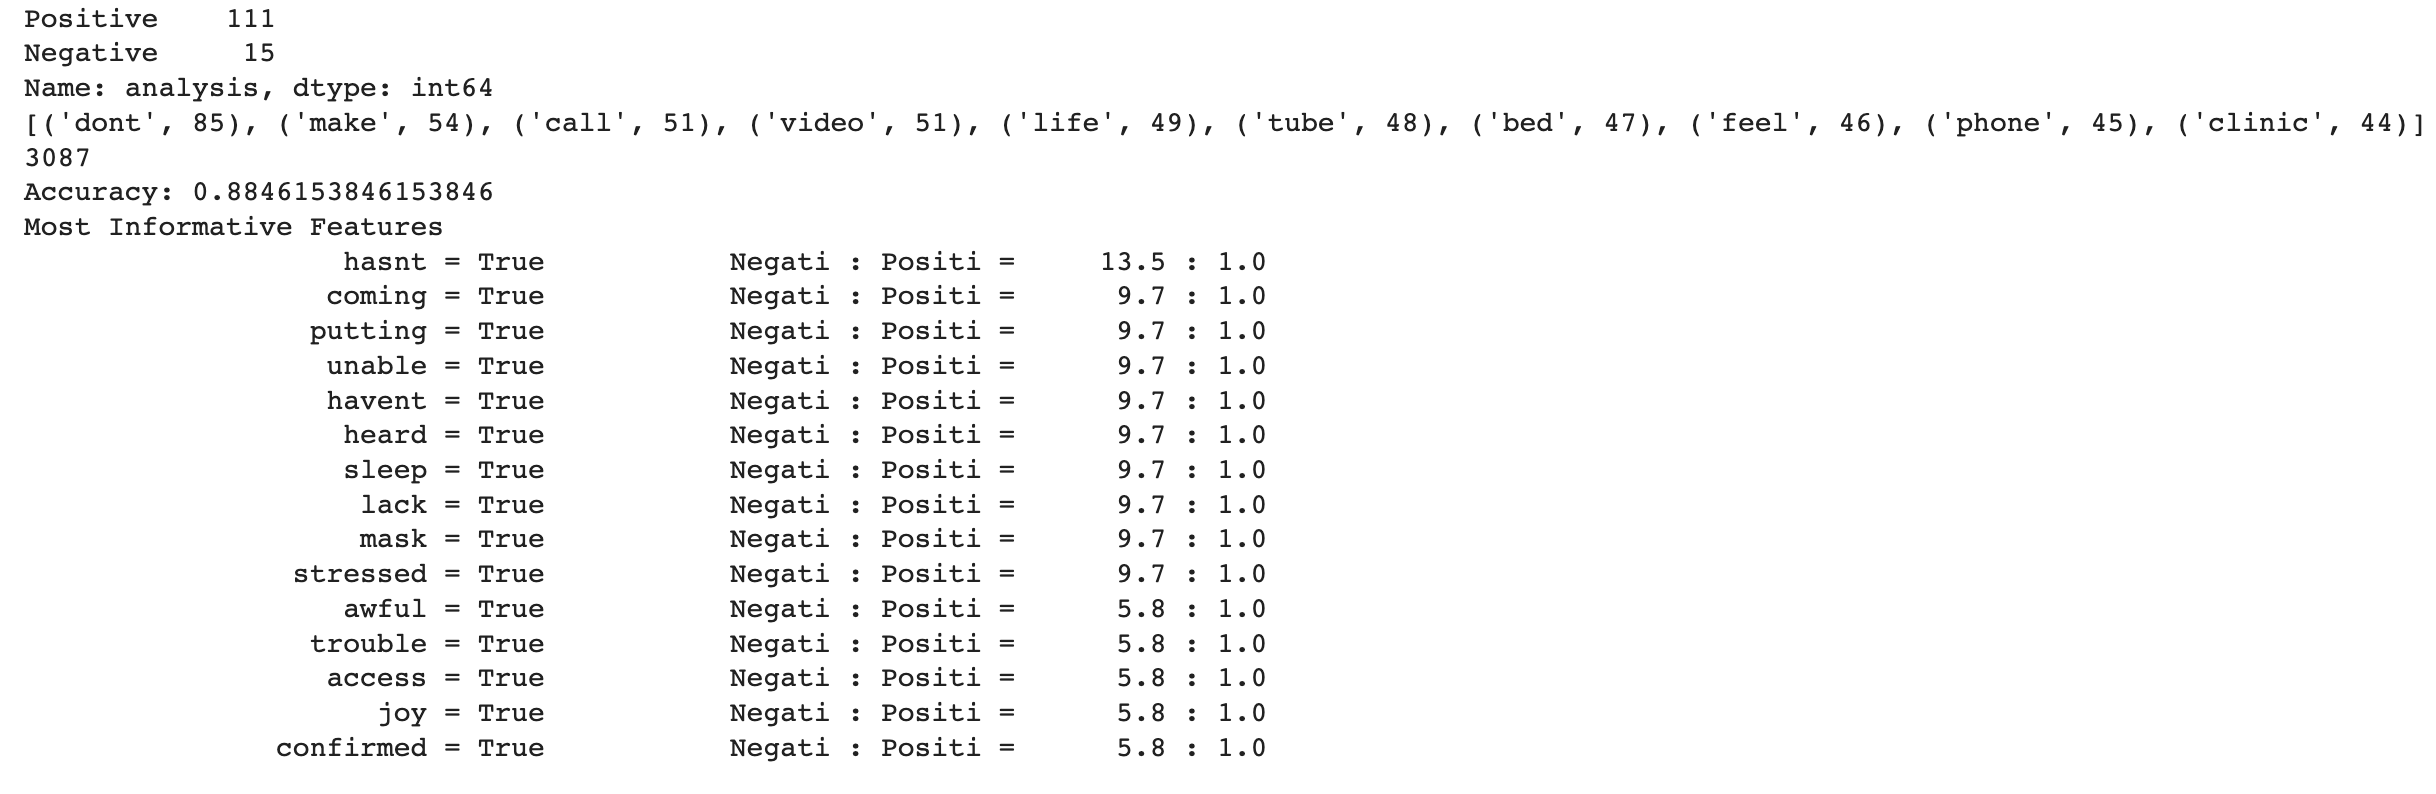 Positive    111
Negative     15
Name: analysis, dtype: int64
[('dont', 85), ('make', 54), ('call', 51), ('video', 51), ('life', 49), ('tube', 48), ('bed', 47), ('feel', 46), ('phone', 45), ('clinic', 44)]
3087
Accuracy: 0.8846153846153846
Most Informative Features
                   hasnt = True           Negati : Positi =     13.5 : 1.0
                  coming = True           Negati : Positi =      9.7 : 1.0
                 putting = True           Negati : Positi =      9.7 : 1.0
                  unable = True           Negati : Positi =      9.7 : 1.0
                  havent = True           Negati : Positi =      9.7 : 1.0
                   heard = True           Negati : Positi =      9.7 : 1.0
                   sleep = True           Negati : Positi =      9.7 : 1.0
                    lack = True           Negati : Positi =      9.7 : 1.0
                    mask = True           Negati : Positi =      9.7 : 1.0
                stressed = True           Negati : Positi =      9.7 : 1.0
                   awful = True           Negati : Positi =      5.8 : 1.0
                 trouble = True           Negati : Positi =      5.8 : 1.0
                  access = True           Negati : Positi =      5.8 : 1.0
                     joy = True           Negati : Positi =      5.8 : 1.0
               confirmed = True           Negati : Positi =      5.8 : 1.0